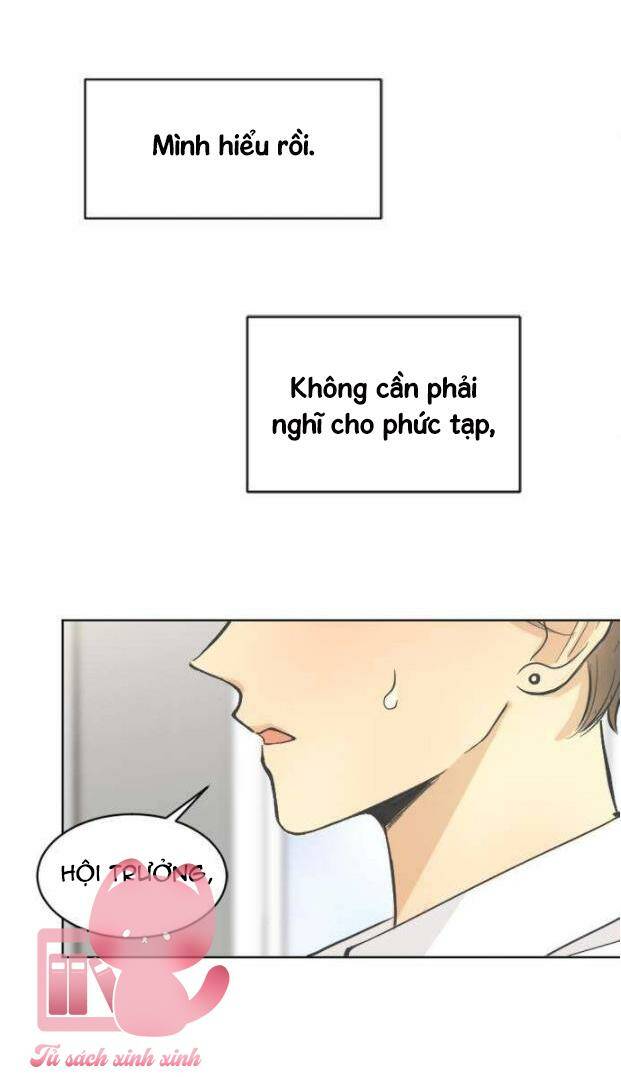 Mình hiểu rồi.
Không cần phải
nghĩ cho phức tạp,
HỘI TRƯỞNG,
Tủ sách xinh xinh